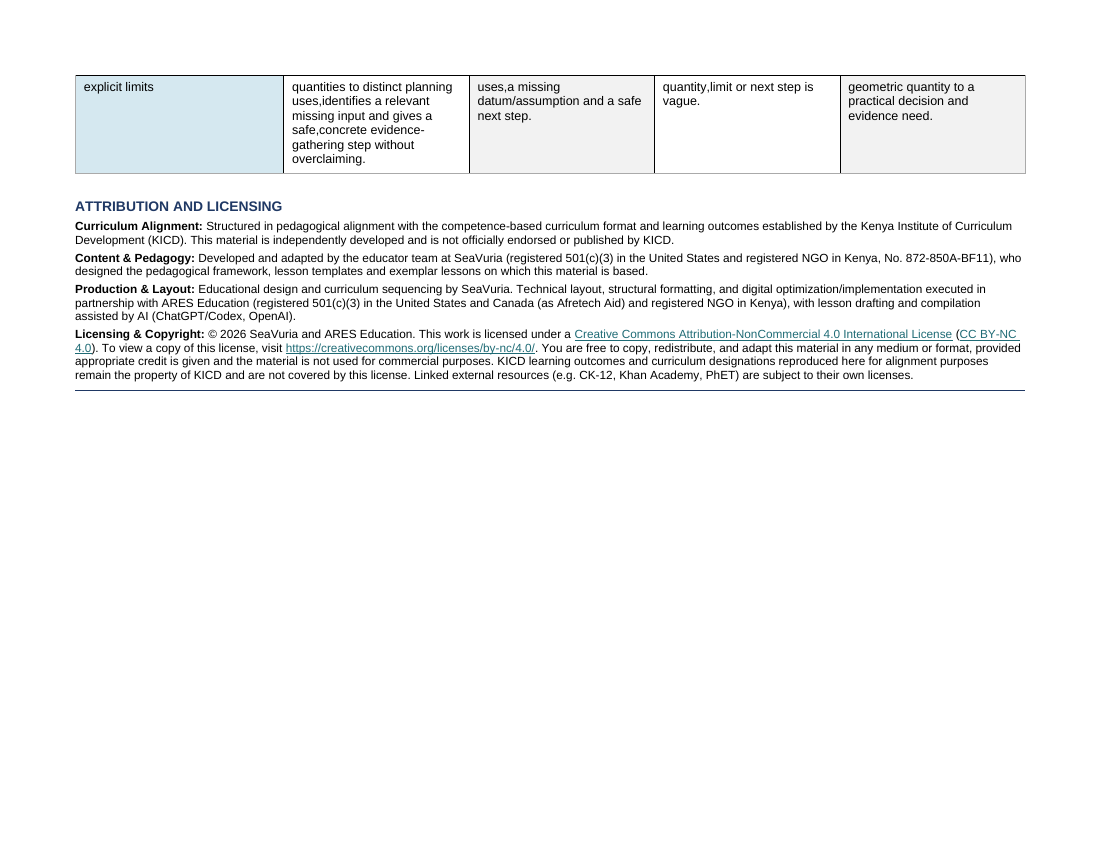 explicit limits
quantities to distinct planning
uses,identifies a relevant
missing input and gives a
safe,concrete evidence-
gathering step without
overclaiming.
uses,a missing
datum/assumption and a safe
next step.
quantity,limit or next step is
vague.
geometric quantity to a
practical decision and
evidence need.
ATTRIBUTION AND LICENSING
Curriculum Alignment: Structured in pedagogical alignment with the competence-based curriculum format and learning outcomes established by the Kenya Institute of Curriculum
Development (KICD). This material is independently developed and is not officially endorsed or published by KICD.
Content & Pedagogy: Developed and adapted by the educator team at SeaVuria (registered 501(c)(3) in the United States and registered NGO in Kenya, No. 872-850A-BF11), who
designed the pedagogical framework, lesson templates and exemplar lessons on which this material is based.
Production & Layout: Educational design and curriculum sequencing by SeaVuria. Technical layout, structural formatting, and digital optimization/implementation executed in
partnership with ARES Education (registered 501(c)(3) in the United States and Canada (as Afretech Aid) and registered NGO in Kenya), with lesson drafting and compilation
assisted by AI (ChatGPT/Codex, OpenAI).
Licensing & Copyright: © 2026 SeaVuria and ARES Education. This work is licensed under a Creative Commons Attribution-NonCommercial 4.0 International License (CC BY-NC
4.0). To view a copy of this license, visit https://creativecommons.org/licenses/by-nc/4.0/. You are free to copy, redistribute, and adapt this material in any medium or format, provided
appropriate credit is given and the material is not used for commercial purposes. KICD learning outcomes and curriculum designations reproduced here for alignment purposes
remain the property of KICD and are not covered by this license. Linked external resources (e.g. CK-12, Khan Academy, PhET) are subject to their own licenses.